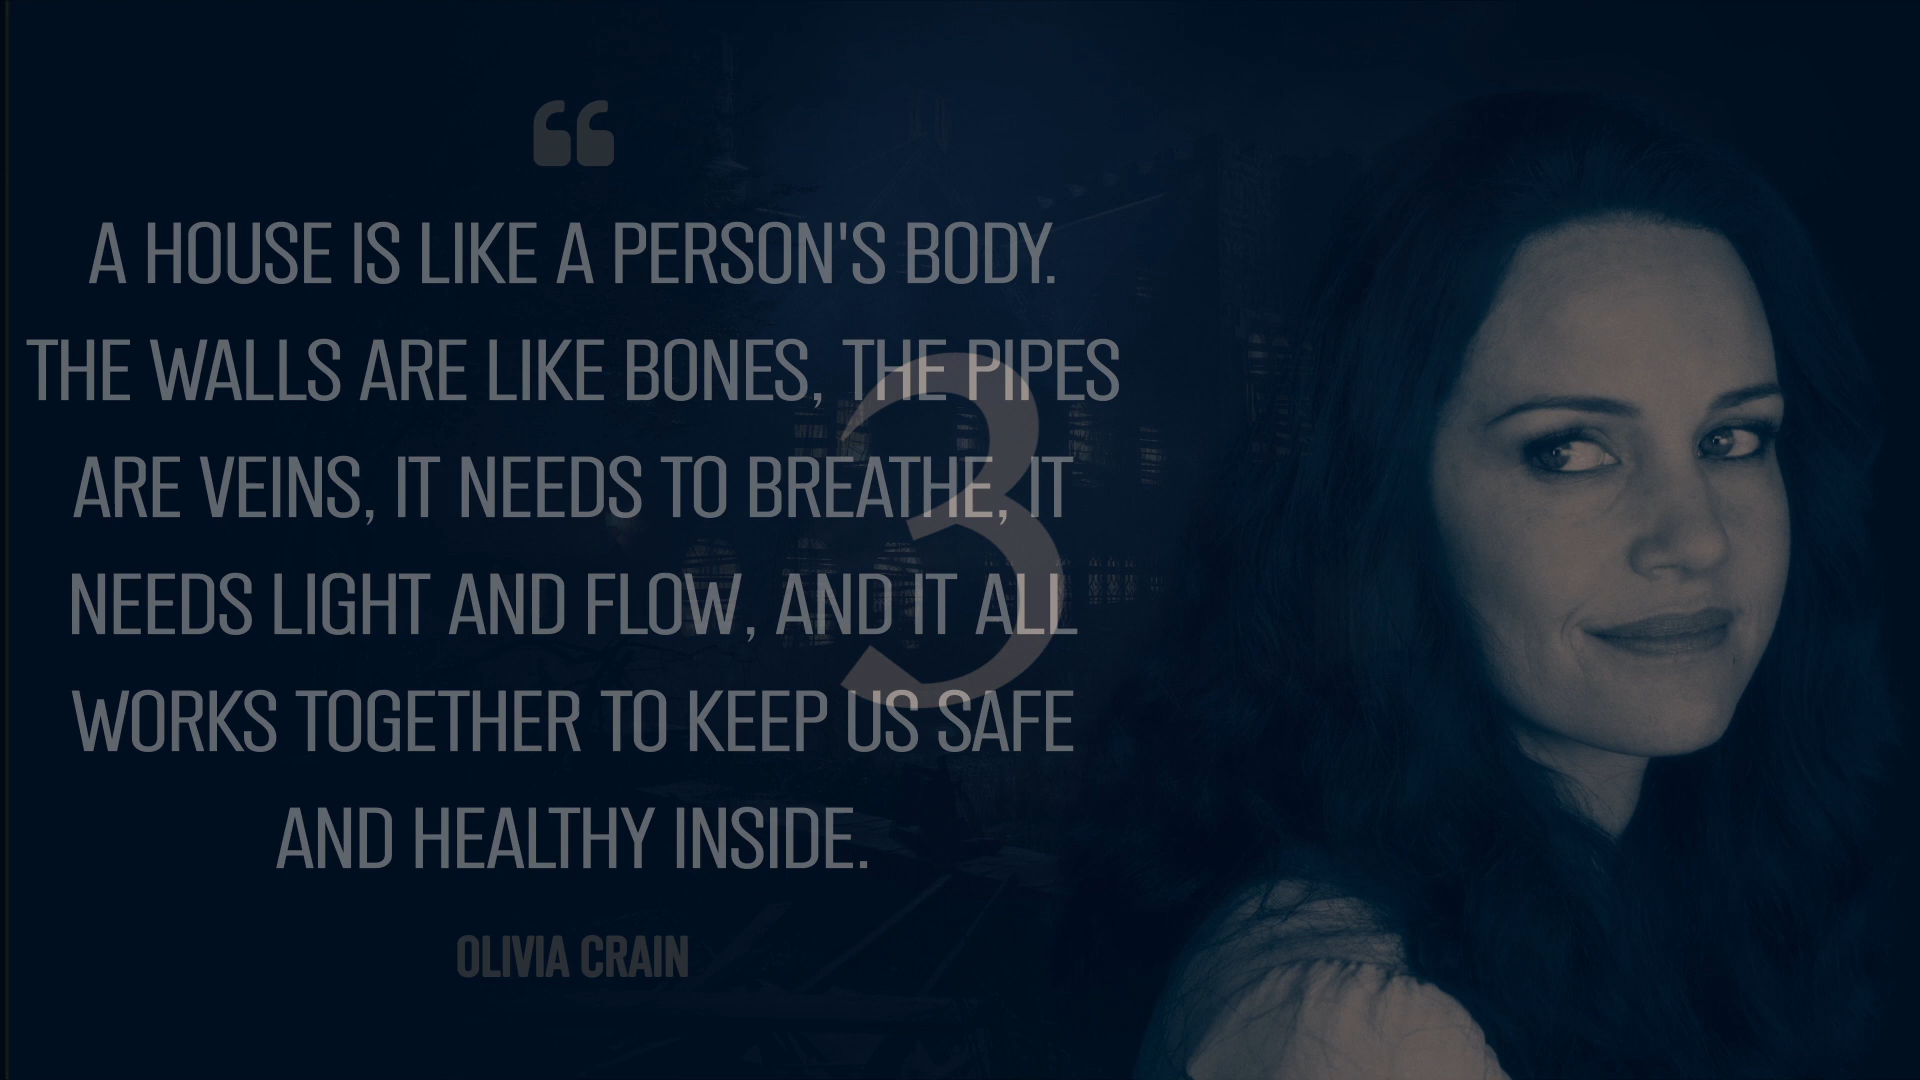 “
A HOUSE IS LIKE A PERSON'S BODY.
THE WALLS ARE LIKE BONES, THE PIPES
ARE VEINS, IT NEEDS TO BREATHE, IT
NEEDS LIGHT AND FLOW, AND IT ALL
WORKS TOGETHER TO KEEP US SAFE
AND HEALTHY INSIDE.
OLIVIA CRAIN
3